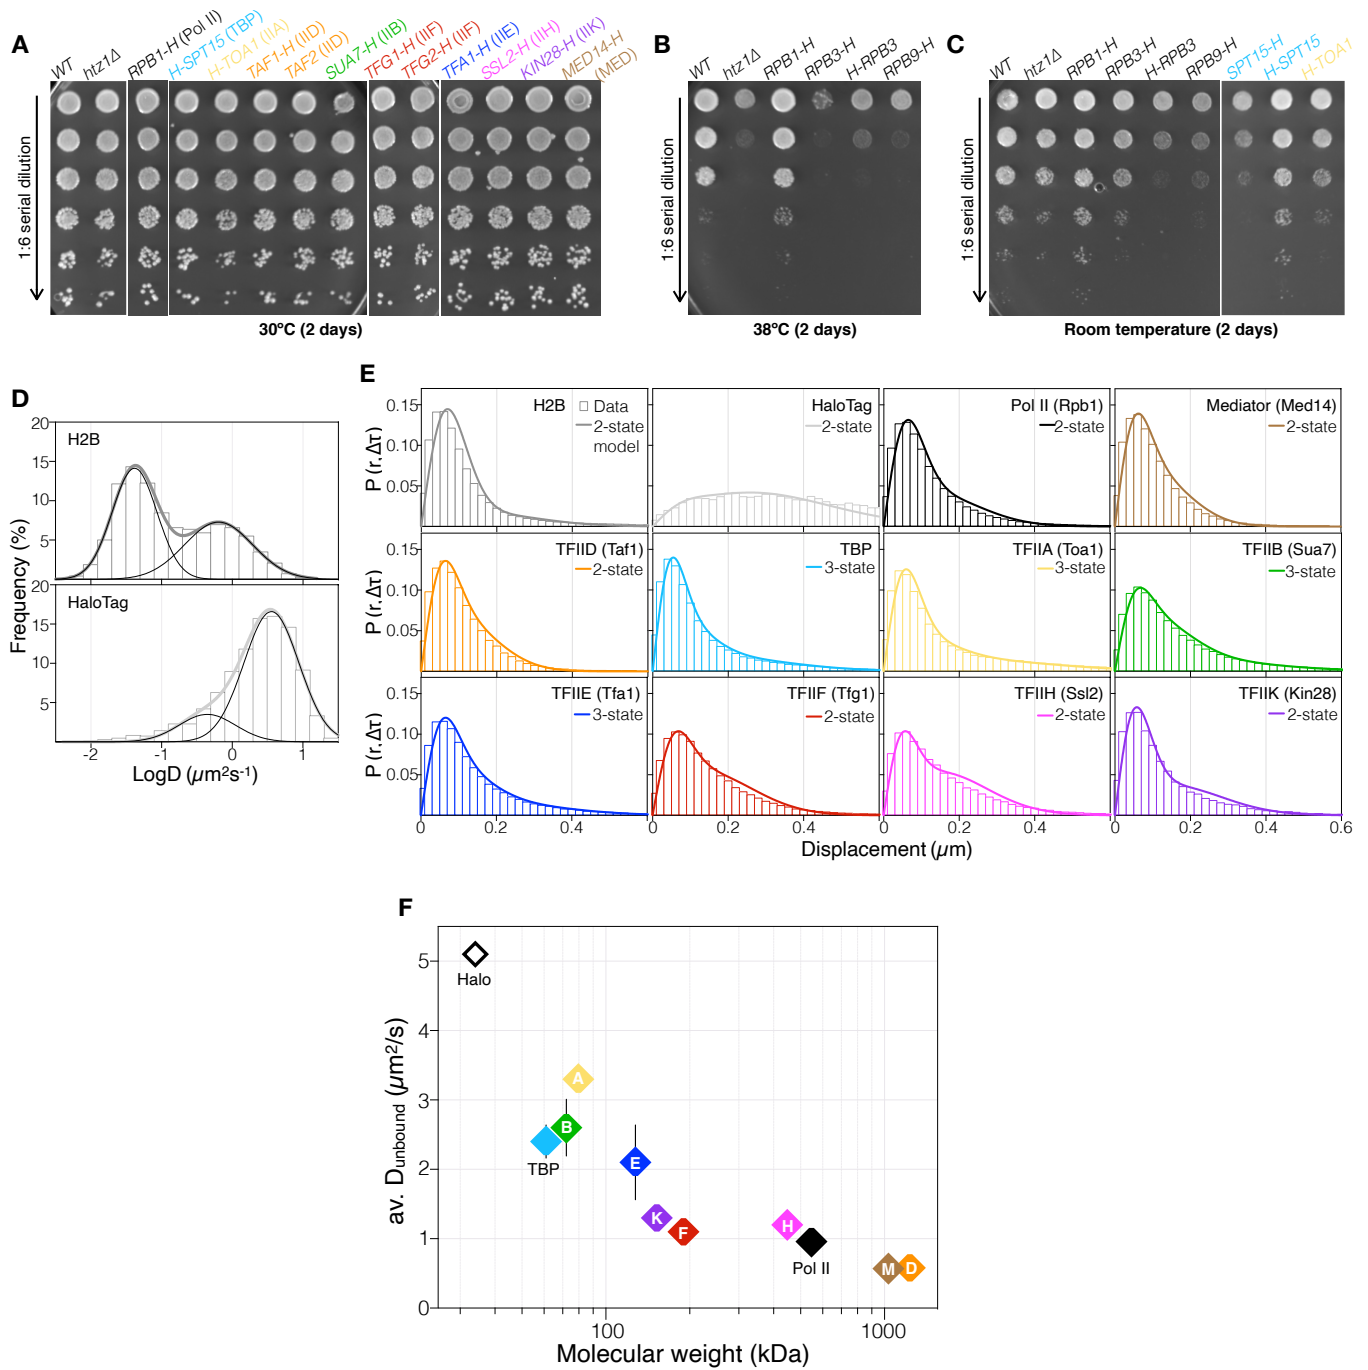 A
WT
htz1Δ
RPB1-H (Pol II)
H-SPT15 (TBP)
H-TOA1 (IIA)
TAF1-H (IID)
TAF2 (IID)
SUA7-H (IIB)
TFG1-H (IIF)
TFG2-H (IIF)
TFA1-H (IIE)
SSL2-H (IIH)
KIN28-H (IIK)
MED14-H
(MED)
1:6 serial dilution
30ºC (2 days)
B
WT
htz1Δ
RPB1-H
RPB3-H
H-RPB3
RPB9-H
1:6 serial dilution
38ºC (2 days)
C
WT
htz1Δ
RPB1-H
RPB3-H
H-RPB3
RPB9-H
SPT15-H
H-SPT15
H-TOA1
1:6 serial dilution
Room temperature (2 days)
D
20
15
10
5
H2B
20
15
10
5
HaloTag
Frequency (%)
-2 -1 0 1
LogD (µm²s⁻¹)
E
P (r,Δτ)
0.15
0.10
0.05
H2B
Data
2-state
model
HaloTag
2-state
Pol II (Rpb1)
2-state
Mediator (Med14)
2-state
P (r,Δτ)
0.15
0.10
0.05
TFIID (Taf1)
2-state
TBP
3-state
TFIIA (Toa1)
3-state
TFIIB (Sua7)
3-state
P (r,Δτ)
0.15
0.10
0.05
TFIIE (Tfa1)
3-state
TFIIF (Tfg1)
2-state
TFIIH (Ssl2)
2-state
TFIIK (Kin28)
2-state
0 0.2 0.4 0 0.2 0.4 0 0.2 0.4 0 0.2 0.4 0.6
Displacement (µm)
F
av. Dunbound (µm²/s)
5
4
3
2
1
0
Halo
A
B
TBP
E
K
F
H
Pol II
M
D
100 1000
Molecular weight (kDa)